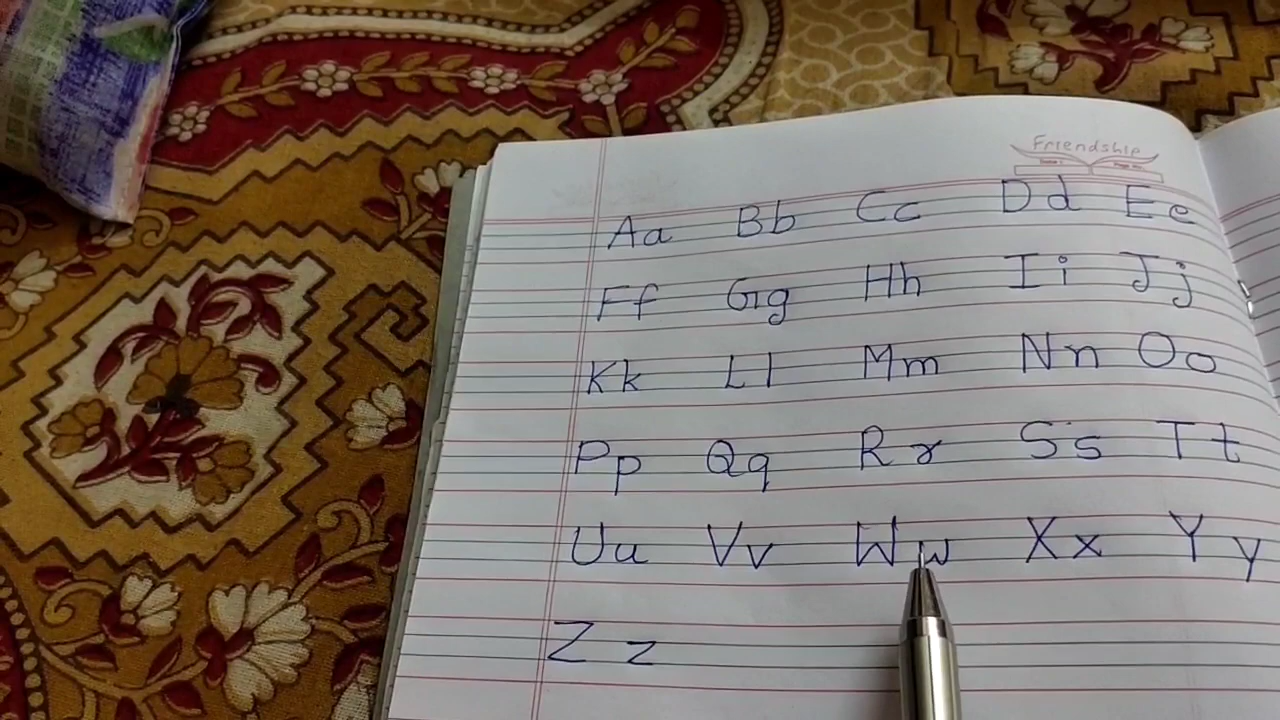 Friendship
Aa Bb Cc Dd Ee
Ff Gg Hh Ii Jj
Kk Ll Mm Nn Oo
Pp Qq Rr Ss Tt
Uu Vv Ww Xx Yy
Zz